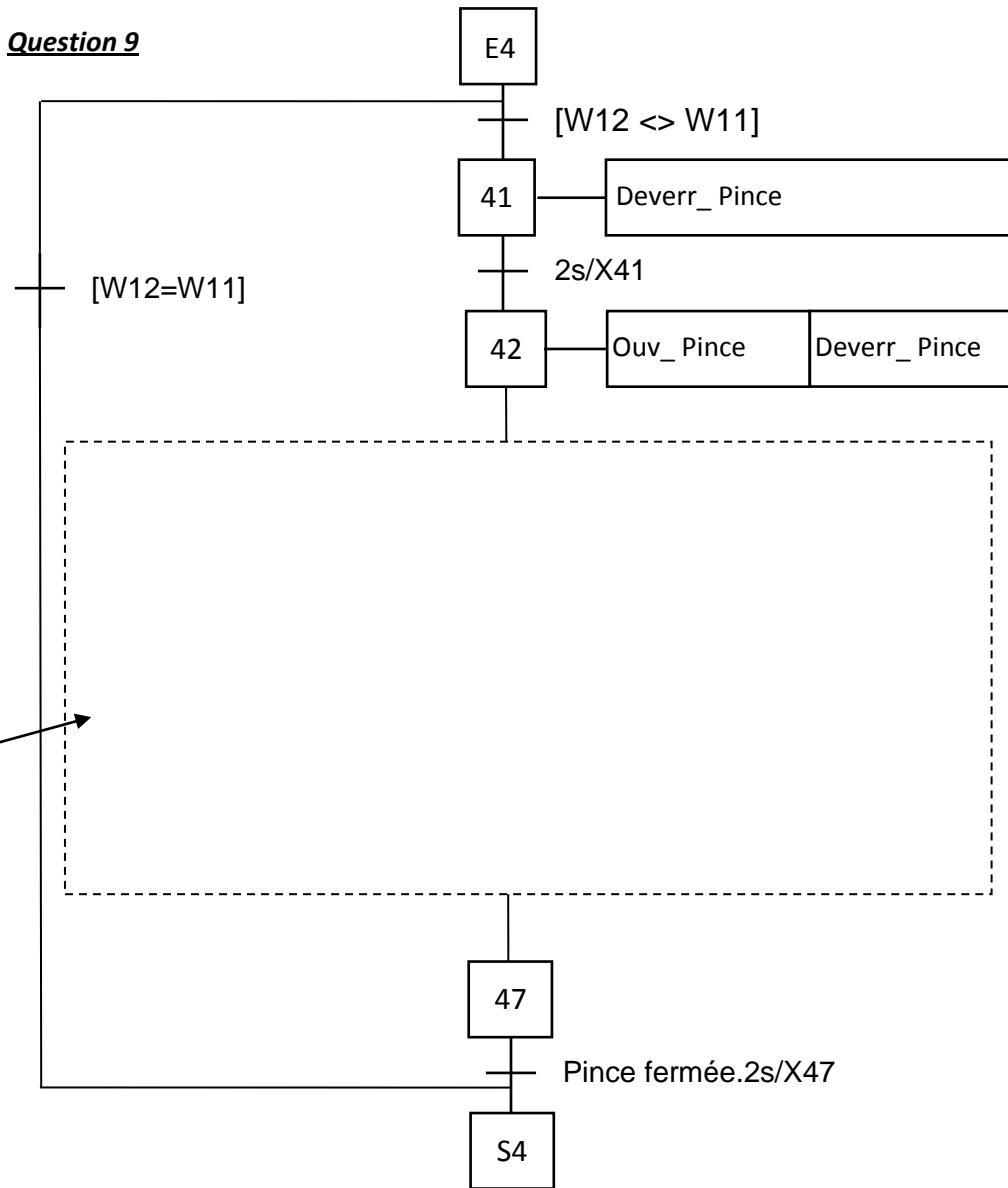 Question 9
E4
[W12 <> W11]
41
Deverr_ Pince
2s/X41
[W12=W11]
42
Ouv_ Pince
Deverr_ Pince
47
Pince fermée.2s/X47
S4